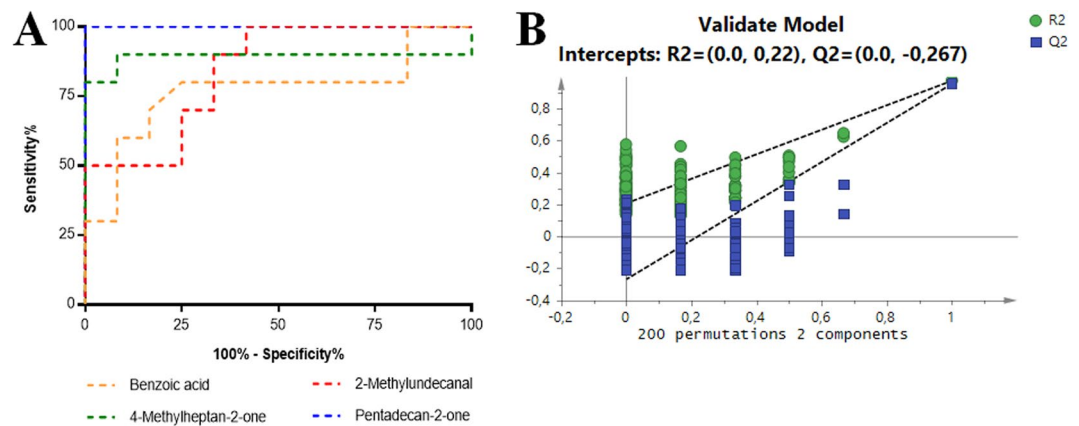 A
100
75
50
25
0
Sensitivity%
0
25
50
75
100
100% - Specificity%
Benzoic acid
2-Methylundecanal
4-Methylheptan-2-one
Pentadecan-2-one
B
Validate Model
Intercepts: R2=(0.0, 0,22), Q2=(0.0, -0,267)
R2
Q2
0,8
0,6
0,4
0,2
0
-0,2
-0,4
-0,2
0
0,2
0,4
0,6
0,8
1
200 permutations 2 components